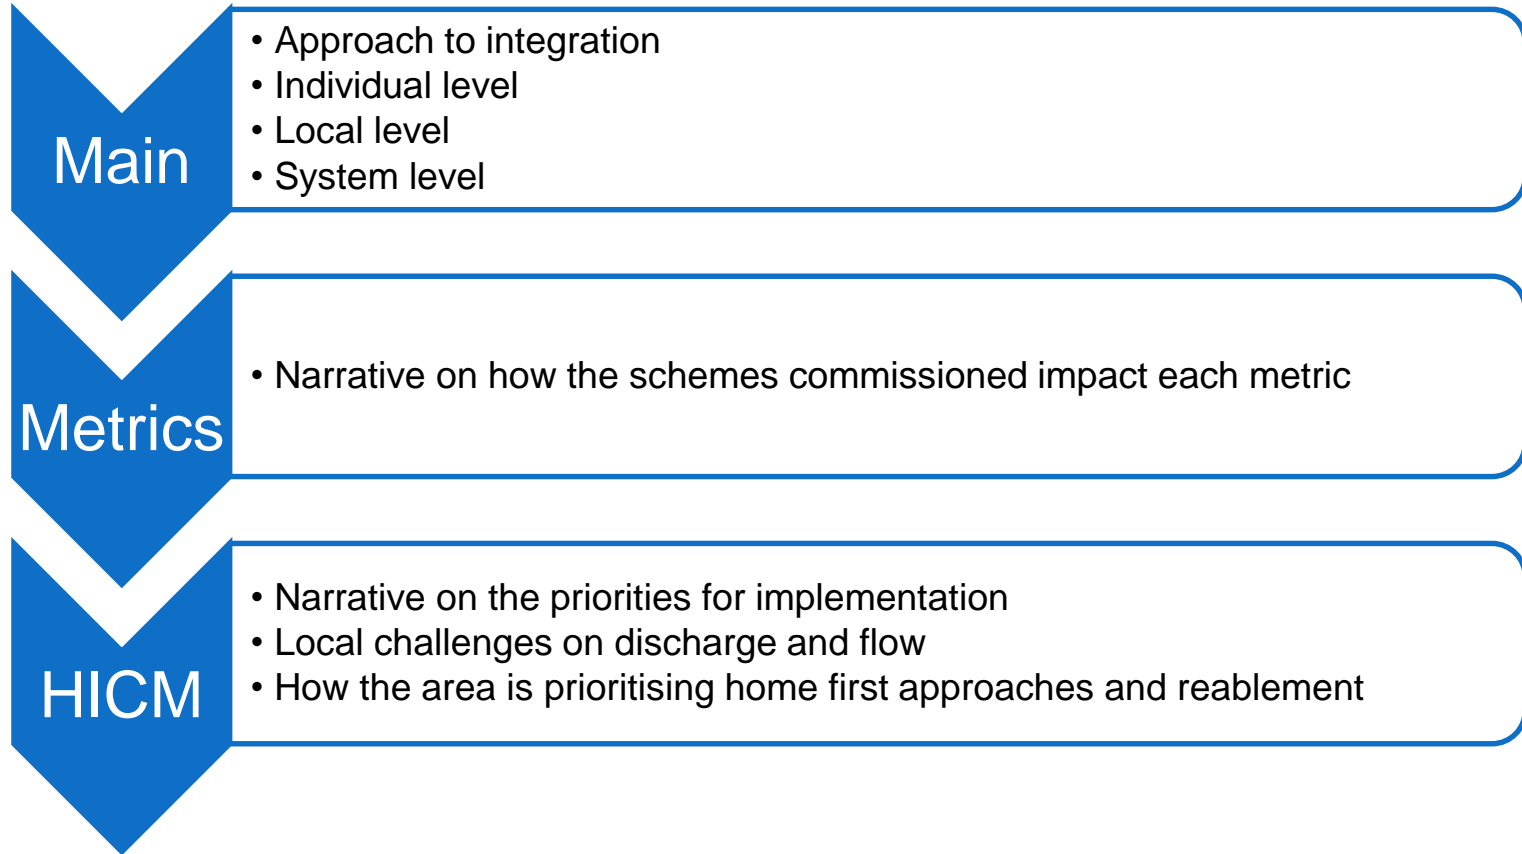 Main
• Approach to integration
• Individual level
• Local level
• System level
Metrics
• Narrative on how the schemes commissioned impact each metric
HICM
• Narrative on the priorities for implementation
• Local challenges on discharge and flow
• How the area is prioritising home first approaches and reablement